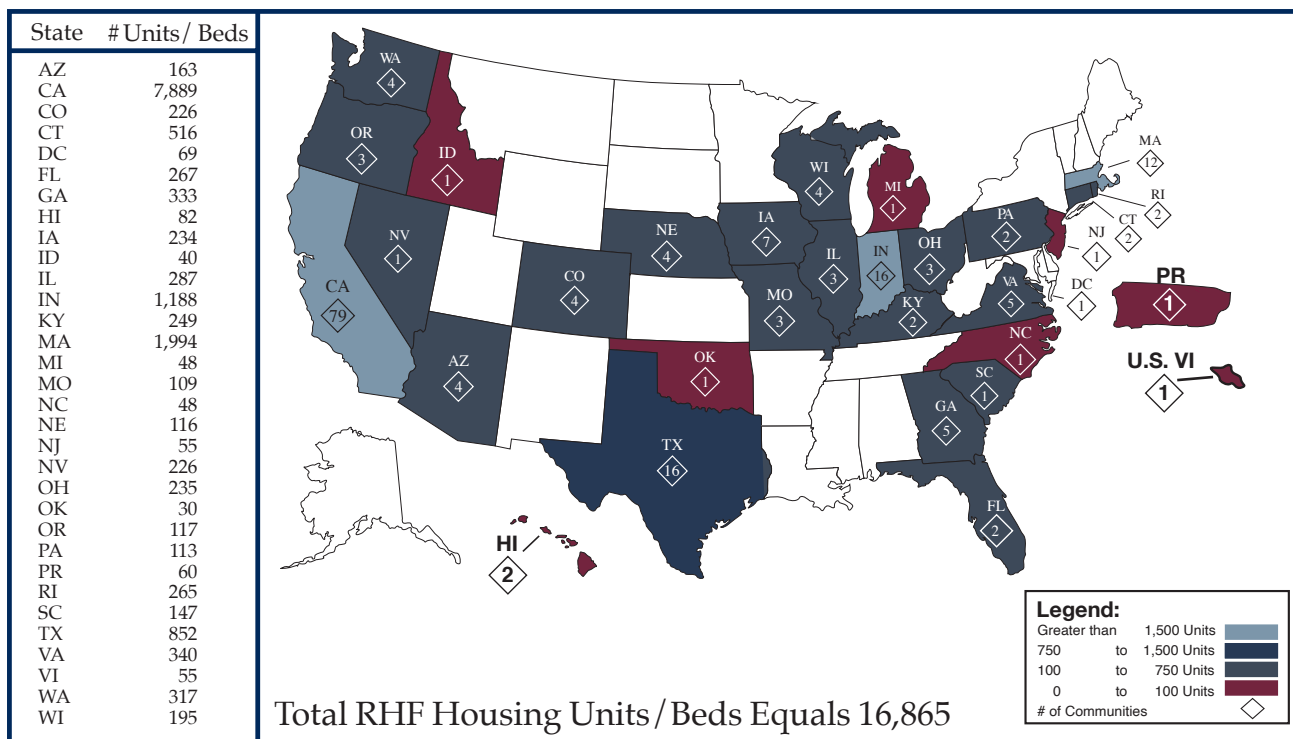 State # Units/ Beds
AZ 163
CA 7,889
CO 226
CT 516
DC 69
FL 267
GA 333
HI 82
IA 234
ID 40
IL 287
IN 1,188
KY 249
MA 1,994
MI 48
MO 109
NC 48
NE 116
NJ 55
NV 226
OH 235
OK 30
OR 117
PA 113
PR 60
RI 265
SC 147
TX 852
VA 340
VI 55
WA 317
WI 195
WA
4
OR
3
ID
1
CA
79
NV
1
AZ
4
CO
4
NE
4
IA
7
MO
3
OK
1
TX
16
WI
4
IL
3
MI
1
IN
16
OH
3
KY
2
PA
2
VA
5
NC
1
SC
1
GA
5
FL
2
MA
12
RI
2
CT
2
NJ
1
DC
1
PR
1
U.S. VI
1
HI
2
Legend:
Greater than 1,500 Units
750 to 1,500 Units
100 to 750 Units
0 to 100 Units
# of Communities
Total RHF Housing Units/Beds Equals 16,865